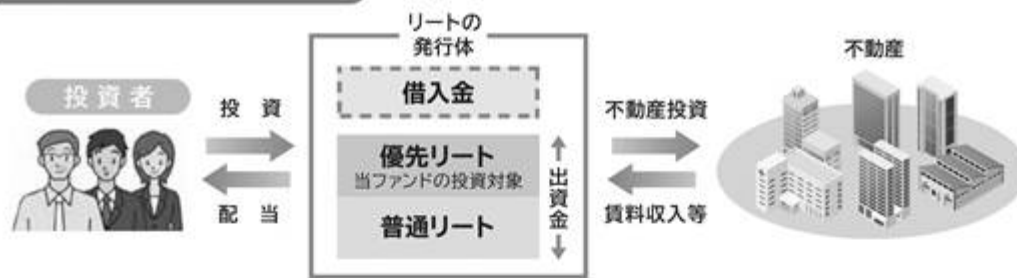 投資者
投 資
配 当
リートの
発行体
借入金
優先リート
当ファンドの投資対象
普通リート
出資金
不動産投資
賃料収入等
不動産